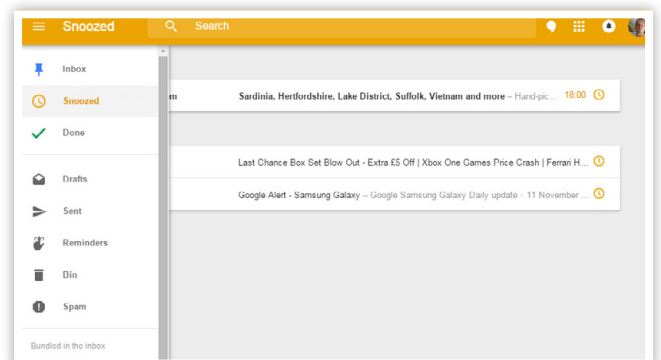 Snoozed
Search
Inbox
Snoozed
Done
Drafts
Sent
Reminders
Bin
Spam
Bundled in the inbox
om Sardinia, Hertfordshire, Lake District, Suffolk, Vietnam and more – Hand-pic... 18:00
Last Chance Box Set Blow Out - Extra £5 Off | Xbox One Games Price Crash | Ferrari H...
Google Alert - Samsung Galaxy – Google Samsung Galaxy Daily update · 11 November ...